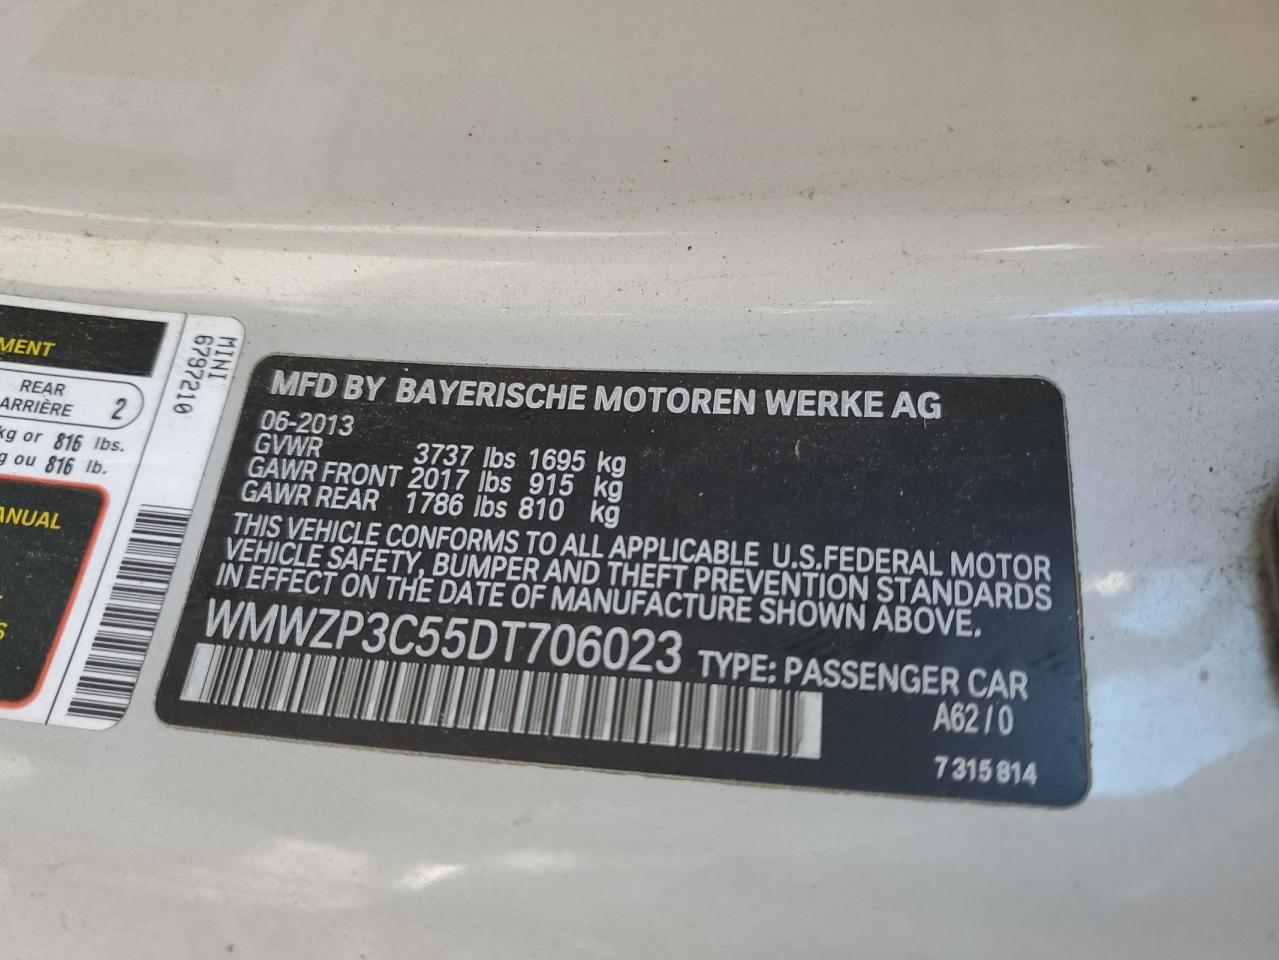 MENT
REAR
ARRIÈRE 2
kg or 816 lbs.
g ou 816 lb.
ANUAL
MINI
6797210
MFD BY BAYERISCHE MOTOREN WERKE AG
06-2013
GVWR 3737 lbs 1695 kg
GAWR FRONT 2017 lbs 915 kg
GAWR REAR 1786 lbs 810 kg
THIS VEHICLE CONFORMS TO ALL APPLICABLE U.S.FEDERAL MOTOR
VEHICLE SAFETY, BUMPER AND THEFT PREVENTION STANDARDS
IN EFFECT ON THE DATE OF MANUFACTURE SHOWN ABOVE.
WMWZP3C55DT706023 TYPE: PASSENGER CAR
A62/0
7315814